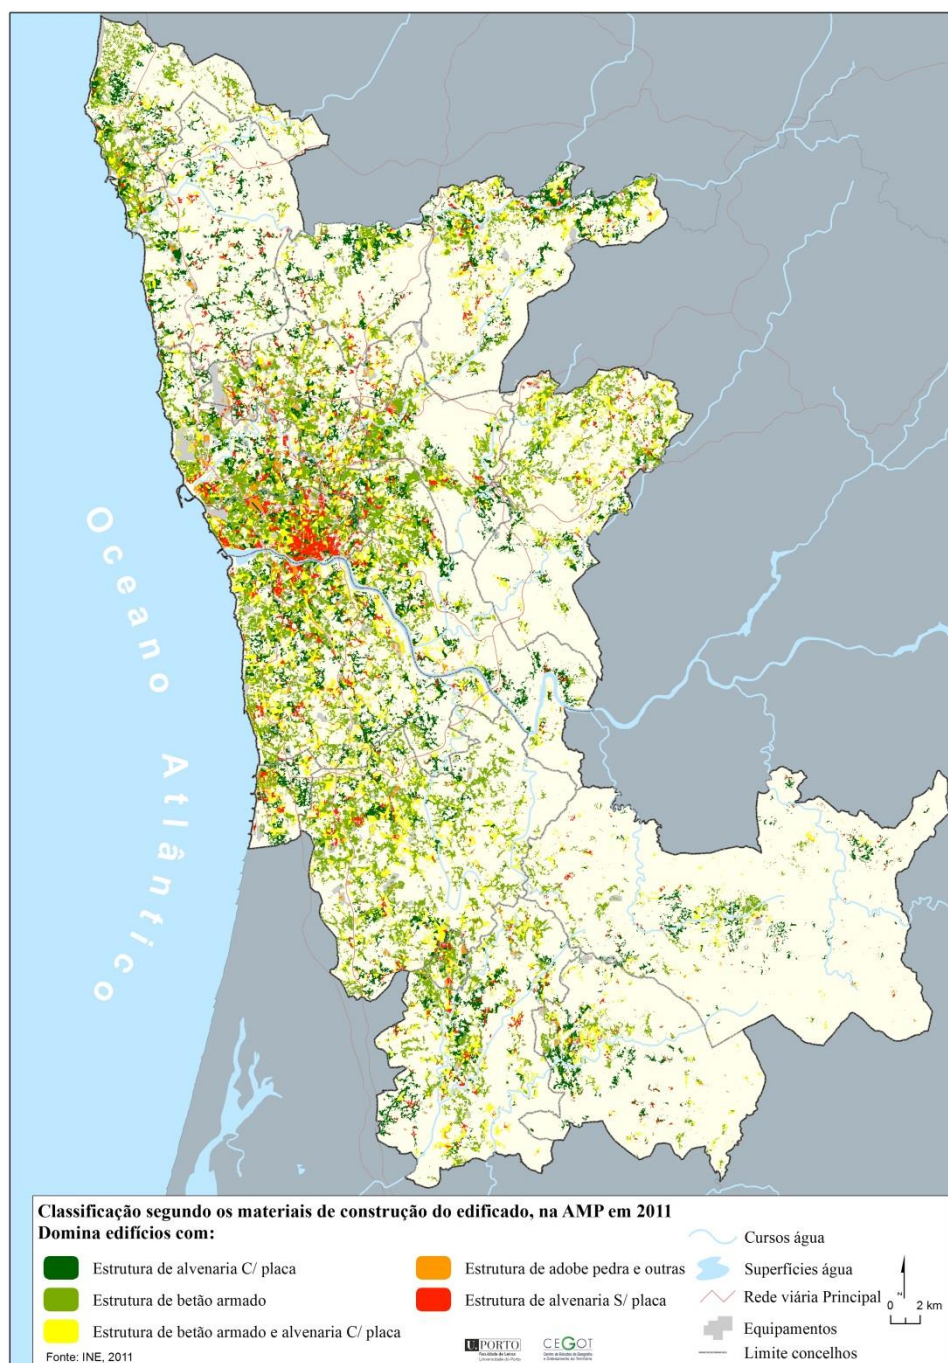 Oceano Atlântico
Classificação segundo os materiais de construção do edificado, na AMP em 2011
Domina edifícios com:
Estrutura de alvenaria C/ placa
Estrutura de betão armado
Estrutura de betão armado e alvenaria C/ placa
Estrutura de adobe pedra e outras
Estrutura de alvenaria S/ placa
Cursos água
Superfícies água
Rede viária Principal
Equipamentos
Limite concelhos
N
0 2 km
Fonte: INE, 2011
U.PORTO
CEGOT